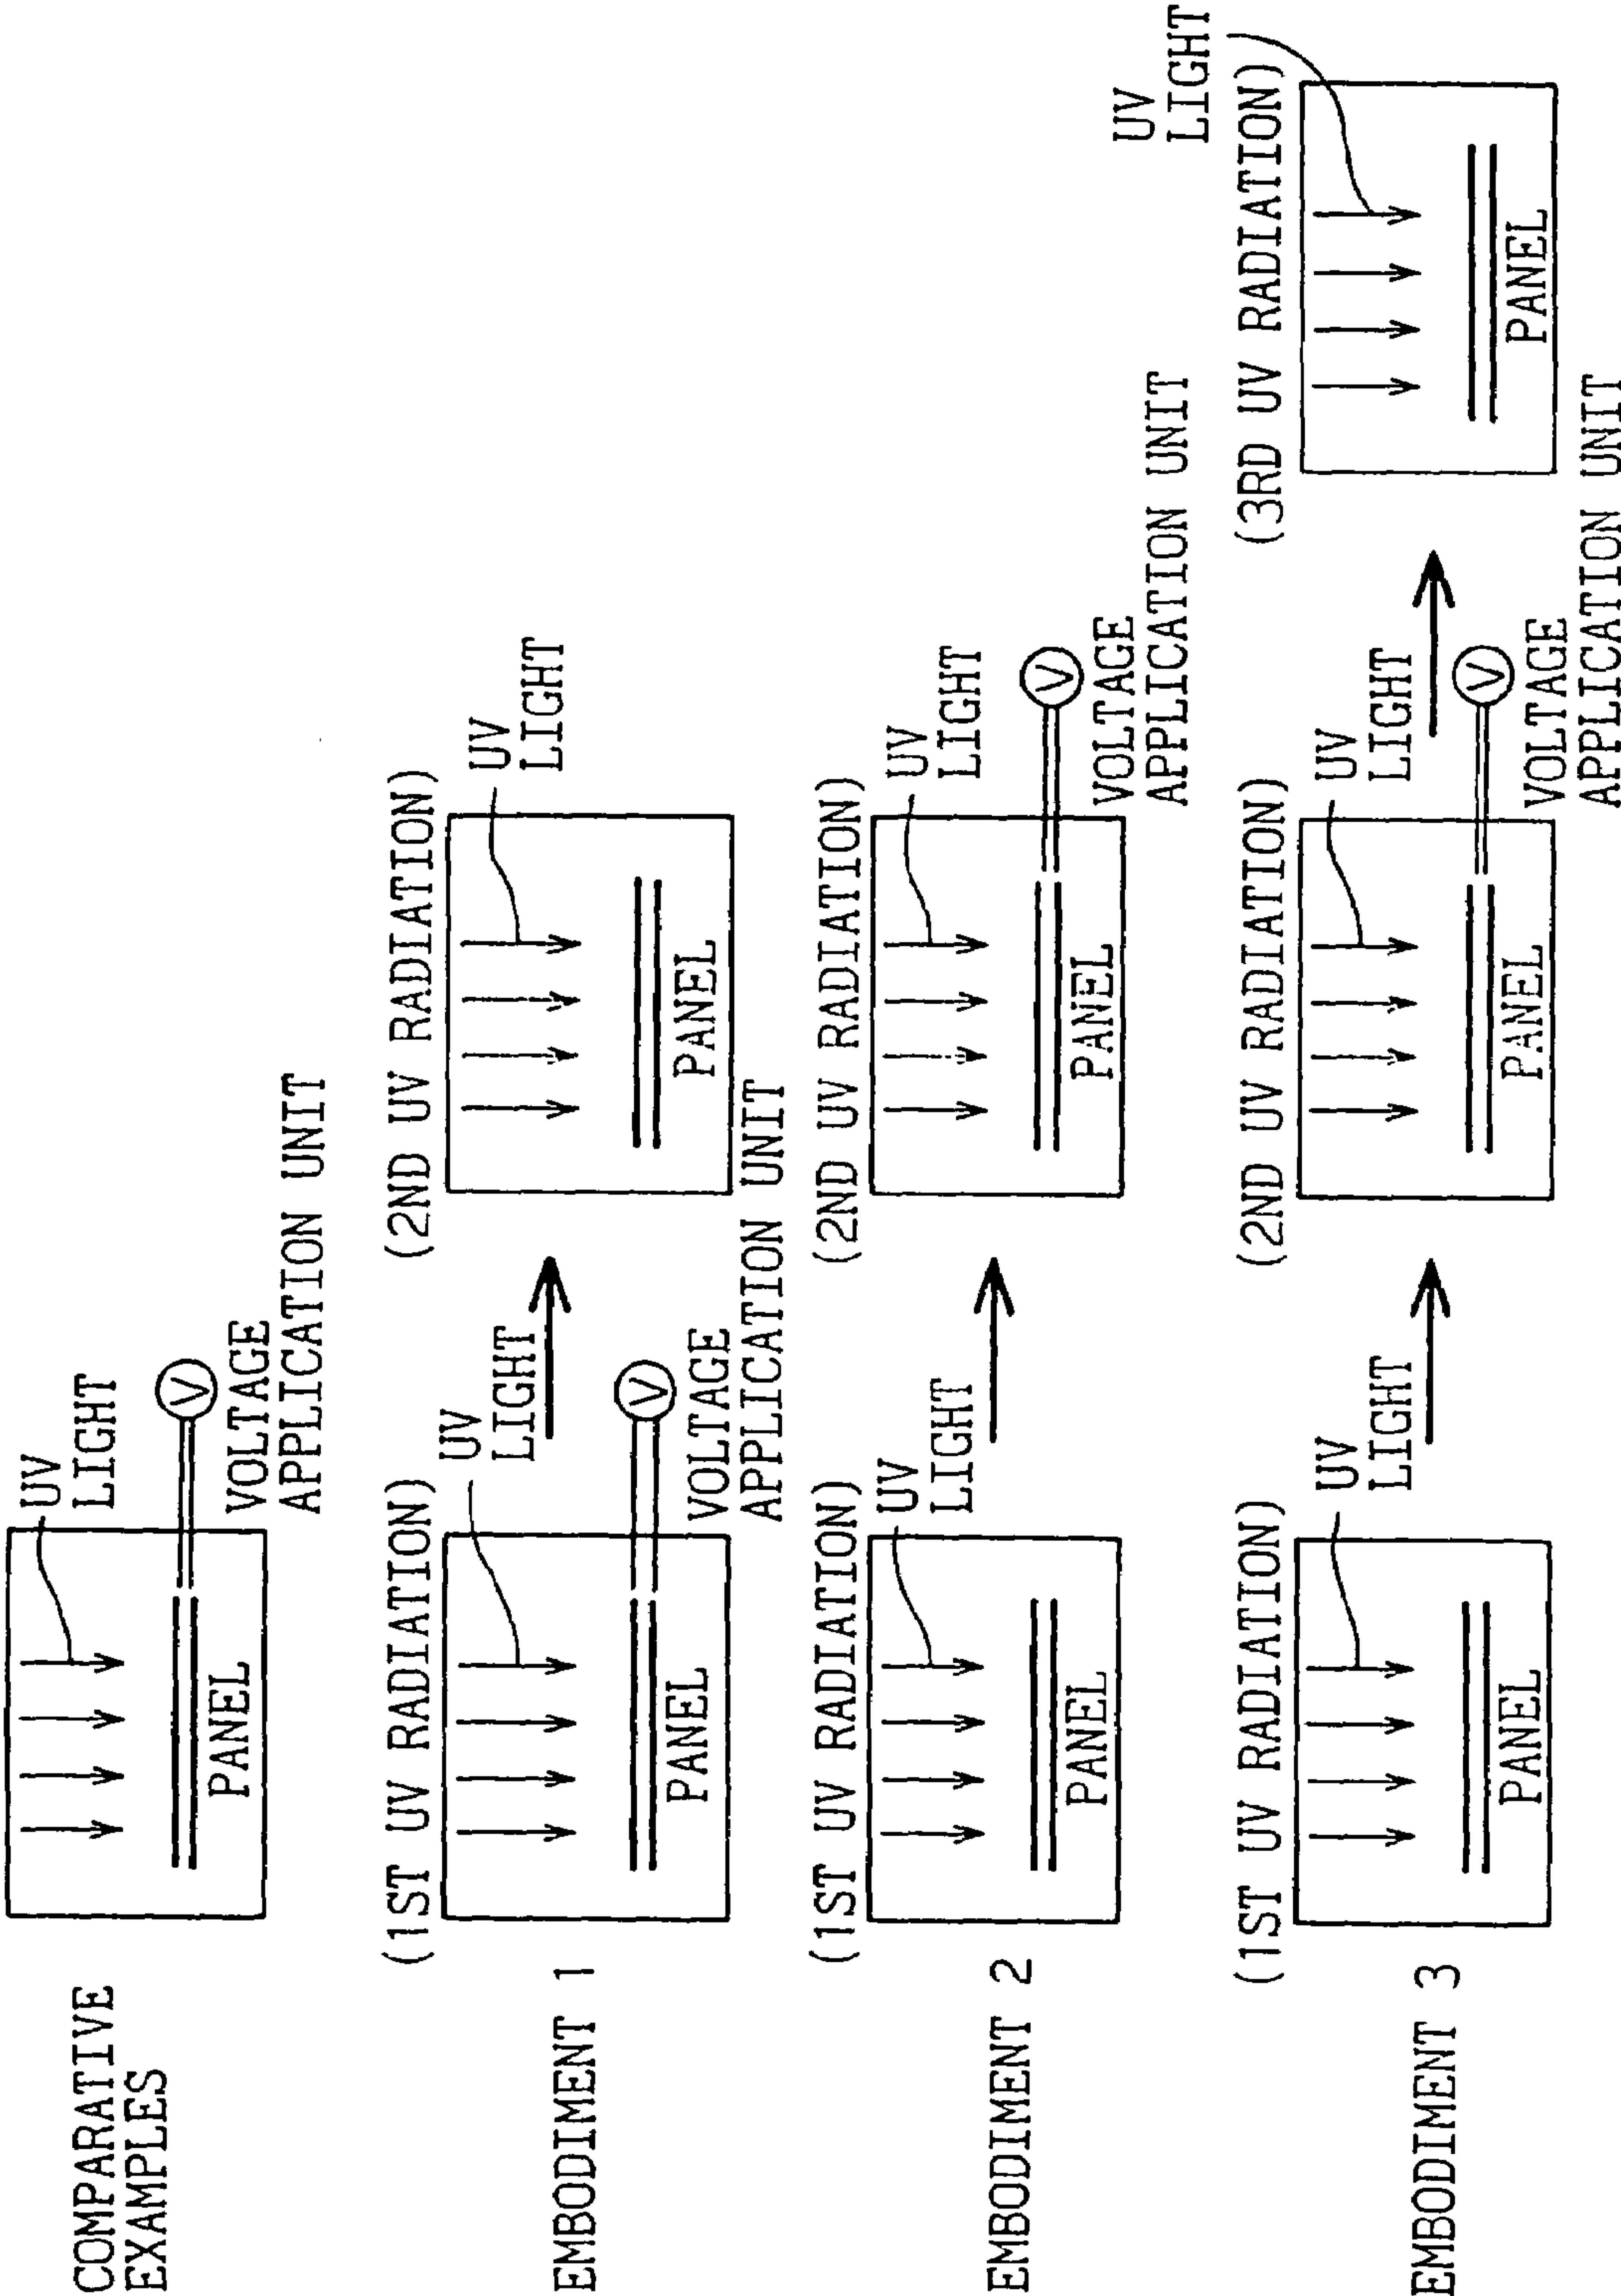 COMPARATIVE
EXAMPLES
UV
LIGHT
PANEL
V
VOLTAGE
APPLICATION UNIT
EMBODIMENT 1
(1ST UV RADIATION)
UV
LIGHT
PANEL
V
VOLTAGE
APPLICATION UNIT
(2ND UV RADIATION)
UV
LIGHT
PANEL
EMBODIMENT 2
(1ST UV RADIATION)
UV
LIGHT
PANEL
(2ND UV RADIATION)
UV
LIGHT
PANEL
V
VOLTAGE
APPLICATION UNIT
EMBODIMENT 3
(1ST UV RADIATION)
UV
LIGHT
PANEL
(2ND UV RADIATION)
UV
LIGHT
PANEL
V
VOLTAGE
APPLICATION UNIT
(3RD UV RADIATION)
UV
LIGHT
PANEL